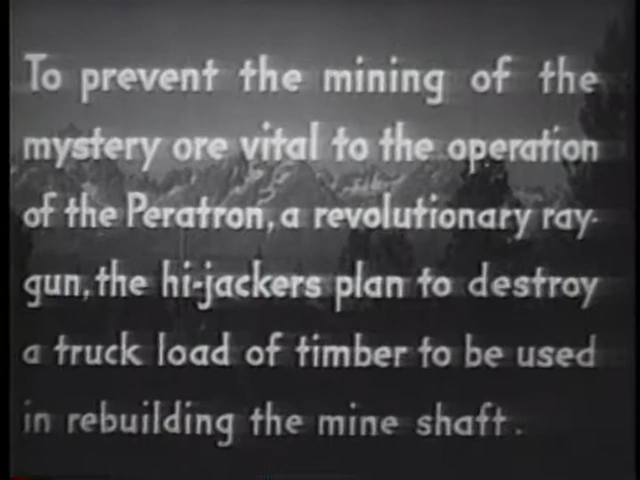 To prevent the mining of the
mystery ore vital to the operation
of the Peratron, a revolutionary ray-
gun, the hi-jackers plan to destroy
a truck load of timber to be used
in rebuilding the mine shaft.